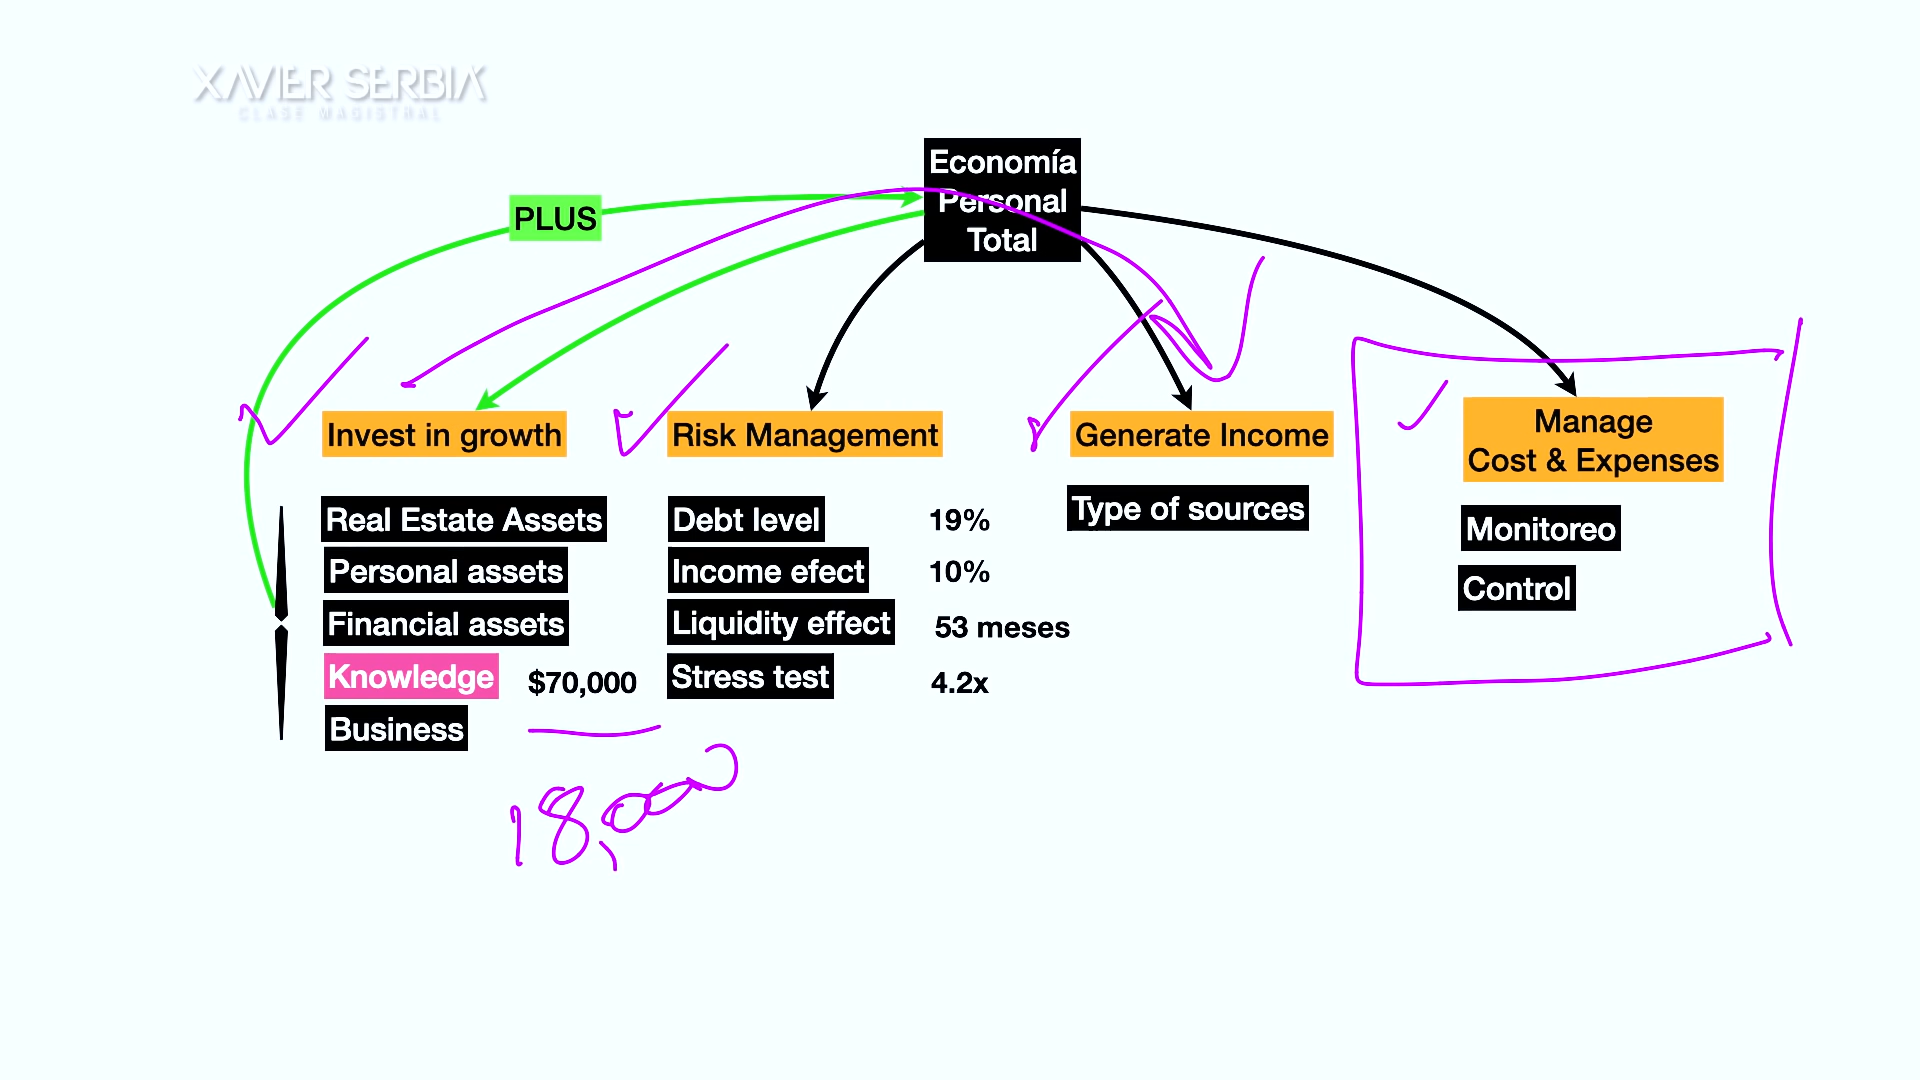 XAVIER SERBIA
CLASE MAGISTRAL
Economía
Personal
Total
PLUS
Invest in growth
Real Estate Assets
Personal assets
Financial assets
Knowledge $70,000
Business
18,000
Risk Management
Debt level 19%
Income efect 10%
Liquidity effect 53 meses
Stress test 4.2x
Generate Income
Type of sources
Manage
Cost & Expenses
Monitoreo
Control